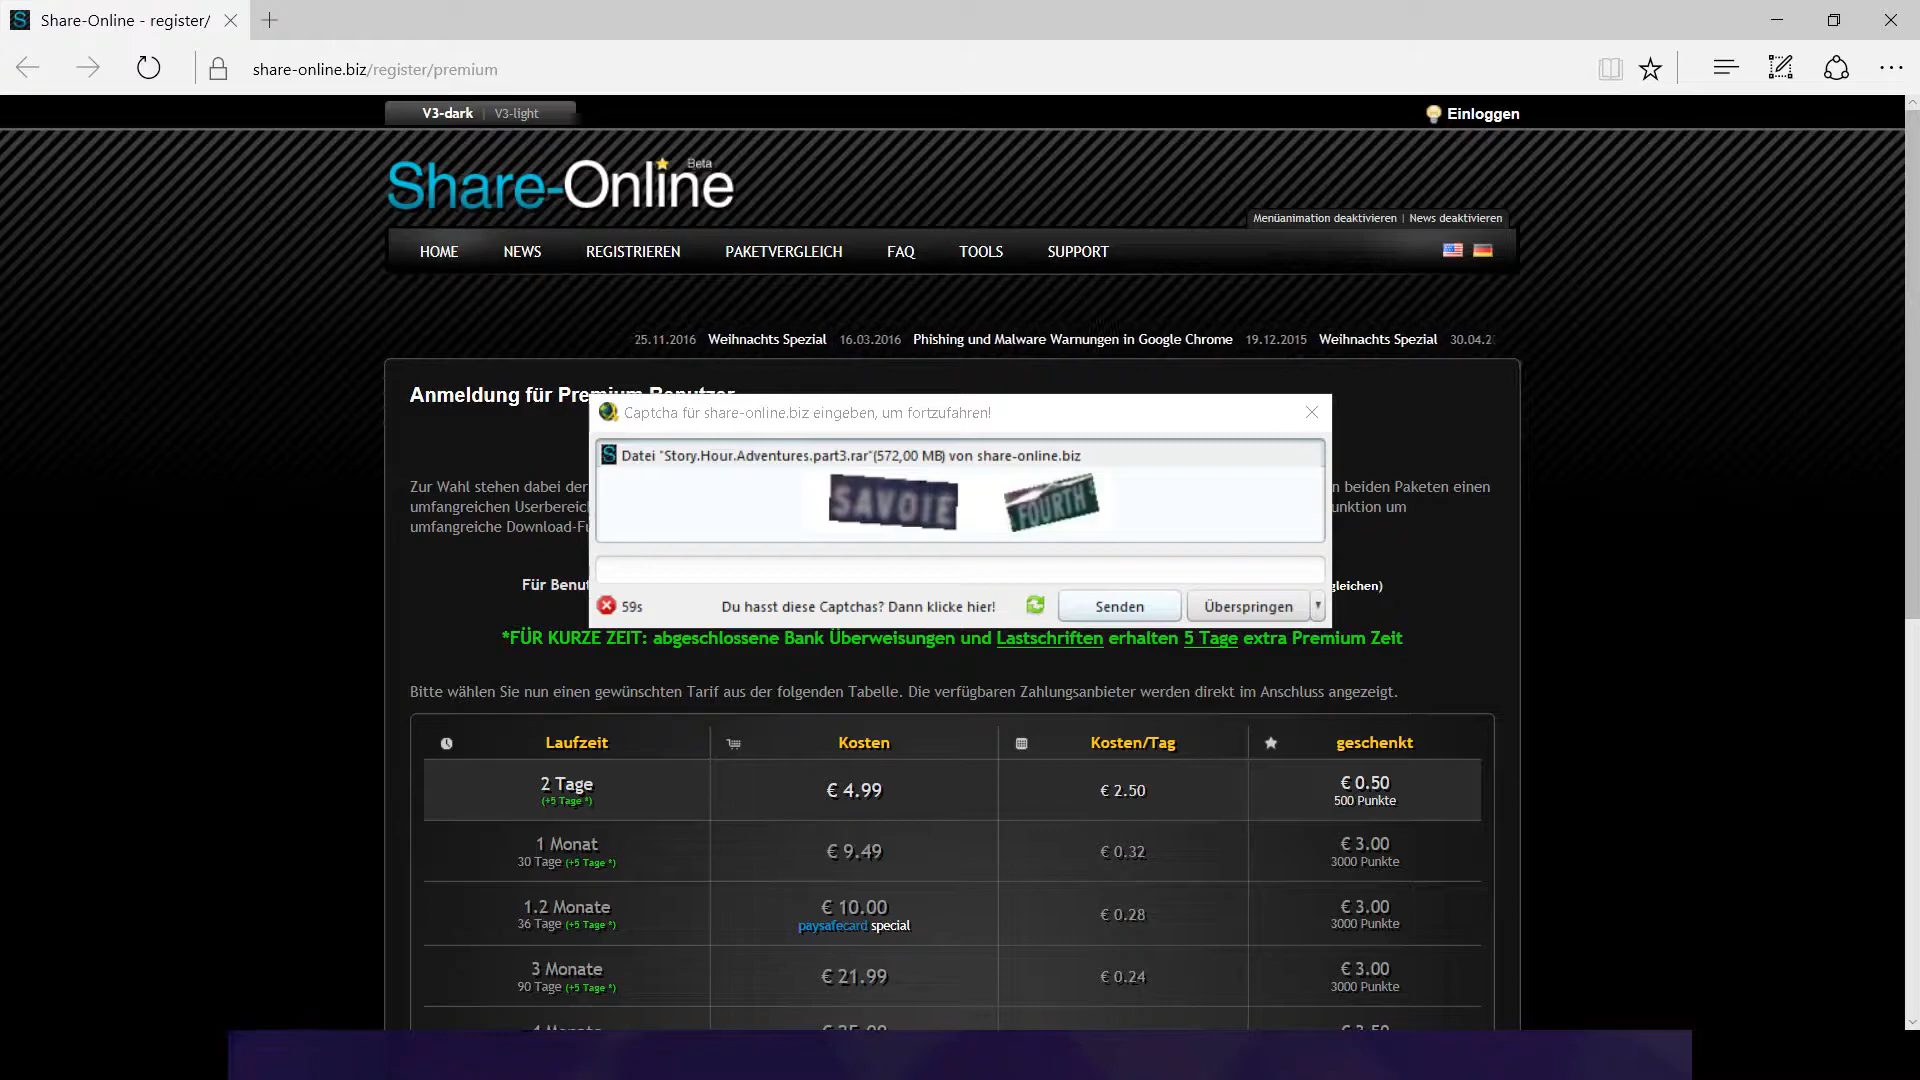 Share-Online - register/
share-online.biz/register/premium
V3-dark | V3-light
Einloggen
Share-Online Beta
Menüanimation deaktivieren | News deaktivieren
HOME NEWS REGISTRIEREN PAKETVERGLEICH FAQ TOOLS SUPPORT
25.11.2016 Weihnachts Spezial 16.03.2016 Phishing und Malware Warnungen in Google Chrome 19.12.2015 Weihnachts Spezial 30.04.2
Anmeldung für Premium Benutzer
Captcha für share-online.biz eingeben, um fortzufahren!
Datei "Story.Hour.Adventures.part3.rar"(572,00 MB) von share-online.biz
SAVOIE FOURTH
Zur Wahl stehen dabei der n beiden Paketen einen
umfangreichen Userbereich unktion um
umfangreiche Download-Fu
Für Benut gleichen)
59s Du hasst diese Captchas? Dann klicke hier! Senden Überspringen
*FÜR KURZE ZEIT: abgeschlossene Bank Überweisungen und Lastschriften erhalten 5 Tage extra Premium Zeit
Bitte wählen Sie nun einen gewünschten Tarif aus der folgenden Tabelle. Die verfügbaren Zahlungsanbieter werden direkt im Anschluss angezeigt.
Laufzeit Kosten Kosten/Tag geschenkt
2 Tage € 4.99 € 2.50 € 0.50
(+5 Tage *) 500 Punkte
1 Monat € 9.49 € 0.32 € 3.00
30 Tage (+5 Tage *) 3000 Punkte
1.2 Monate € 10.00 € 0.28 € 3.00
36 Tage (+5 Tage *) paysafecard special 3000 Punkte
3 Monate € 21.99 € 0.24 € 3.00
90 Tage (+5 Tage *) 3000 Punkte